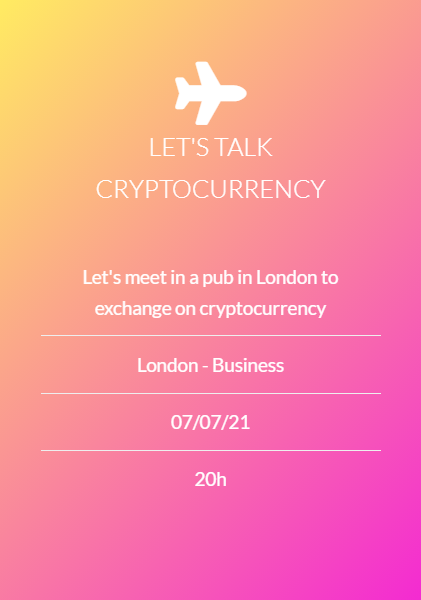 LET'S TALK
CRYPTOCURRENCY
Let's meet in a pub in London to
exchange on cryptocurrency
London - Business
07/07/21
20h